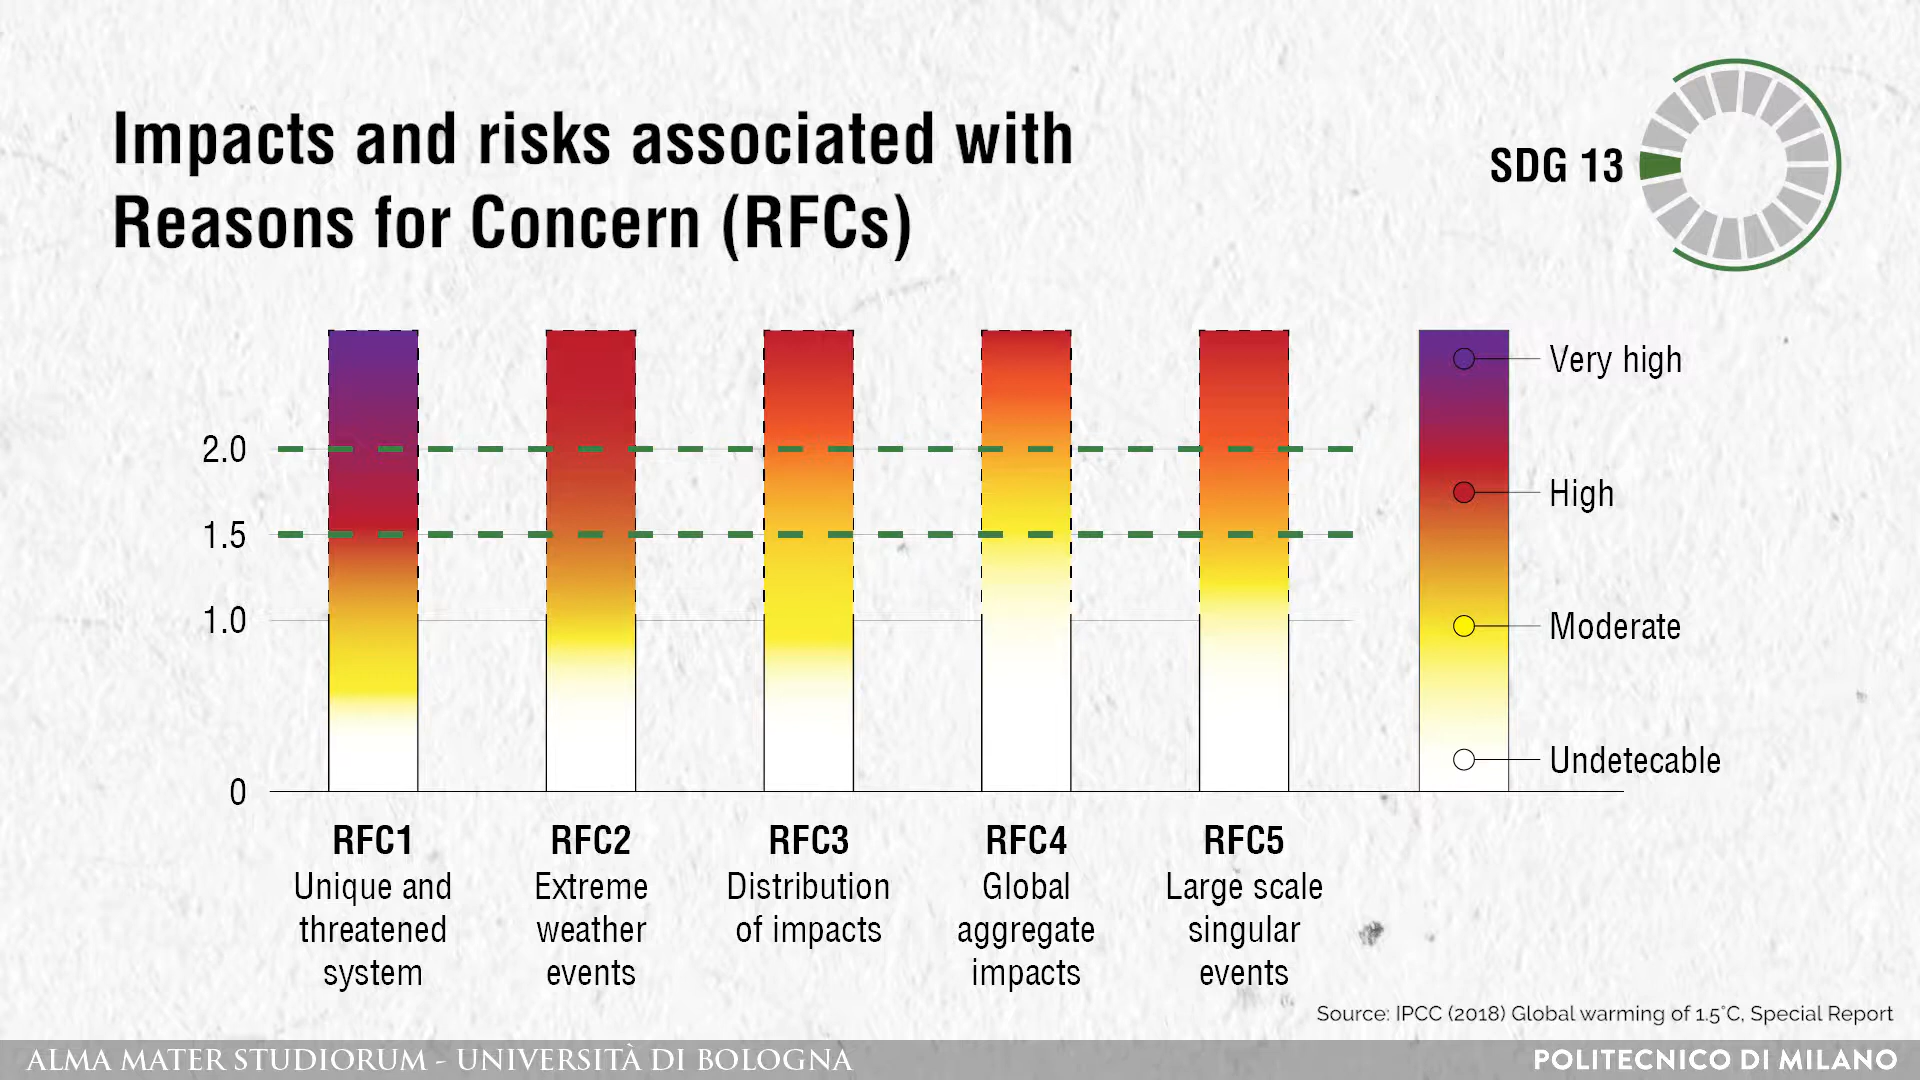 Impacts and risks associated with
Reasons for Concern (RFCs)
SDG 13
2.0
1.5
1.0
0
Very high
High
Moderate
Undetecable
RFC1
Unique and
threatened
system
RFC2
Extreme
weather
events
RFC3
Distribution
of impacts
RFC4
Global
aggregate
impacts
RFC5
Large scale
singular
events
Source: IPCC (2018) Global warming of 1.5°C, Special Report
ALMA MATER STUDIORUM - UNIVERSITÀ DI BOLOGNA
POLITECNICO DI MILANO